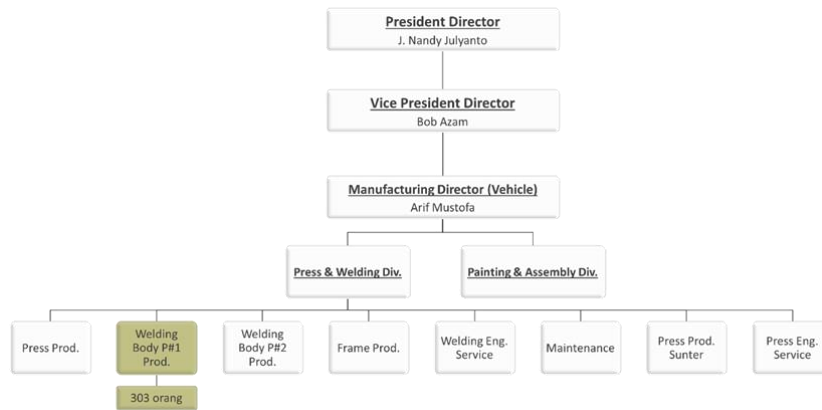 President Director
J. Nandy Julyanto
Vice President Director
Bob Azam
Manufacturing Director (Vehicle)
Arif Mustofa
Press & Welding Div.
Painting & Assembly Div.
Press Prod.
Welding
Body P#1
Prod.
Welding
Body P#2
Prod.
Frame Prod.
Welding Eng.
Service
Maintenance
Press Prod.
Sunter
Press Eng.
Service
303 orang